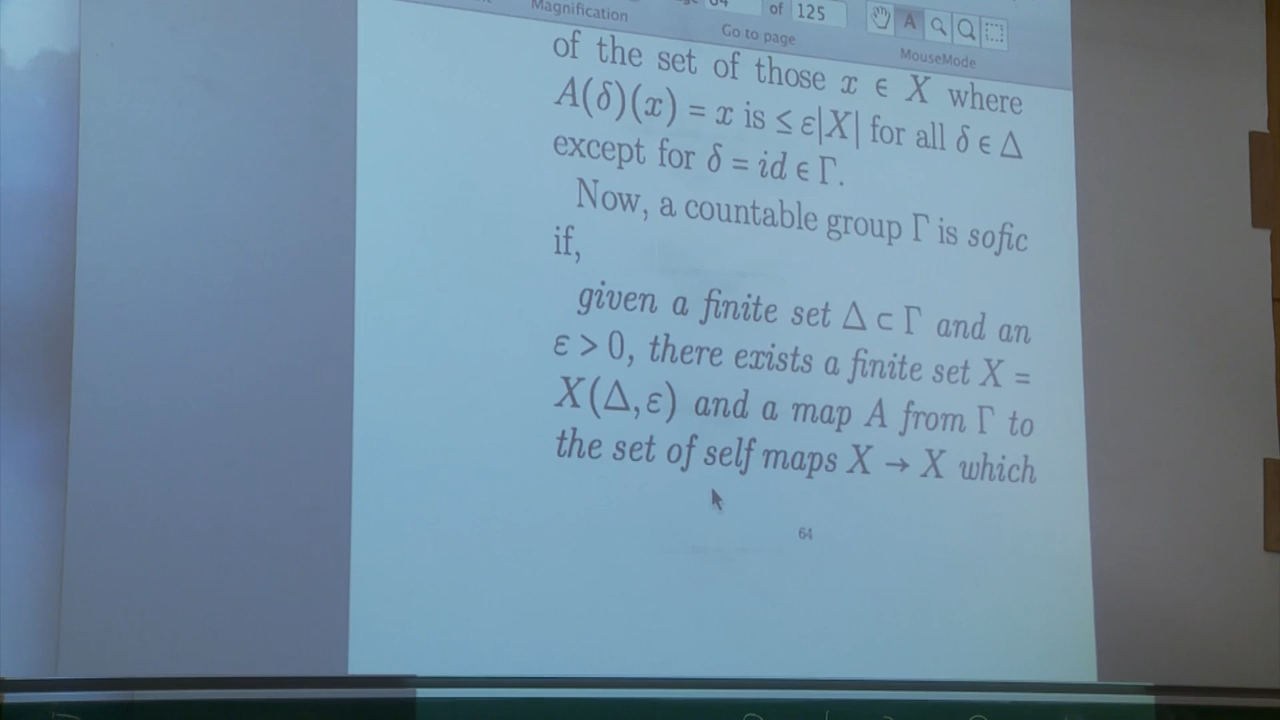 Magnification
of 125
Go to page
A
MouseMode
of the set of those x ∈ X where
A(δ)(x) = x is ≤ ε|X| for all δ ∈ Δ
except for δ = id ∈ Γ.
Now, a countable group Γ is sofic
if,
given a finite set Δ ⊂ Γ and an
ε > 0, there exists a finite set X =
X(Δ, ε) and a map A from Γ to
the set of self maps X → X which
64